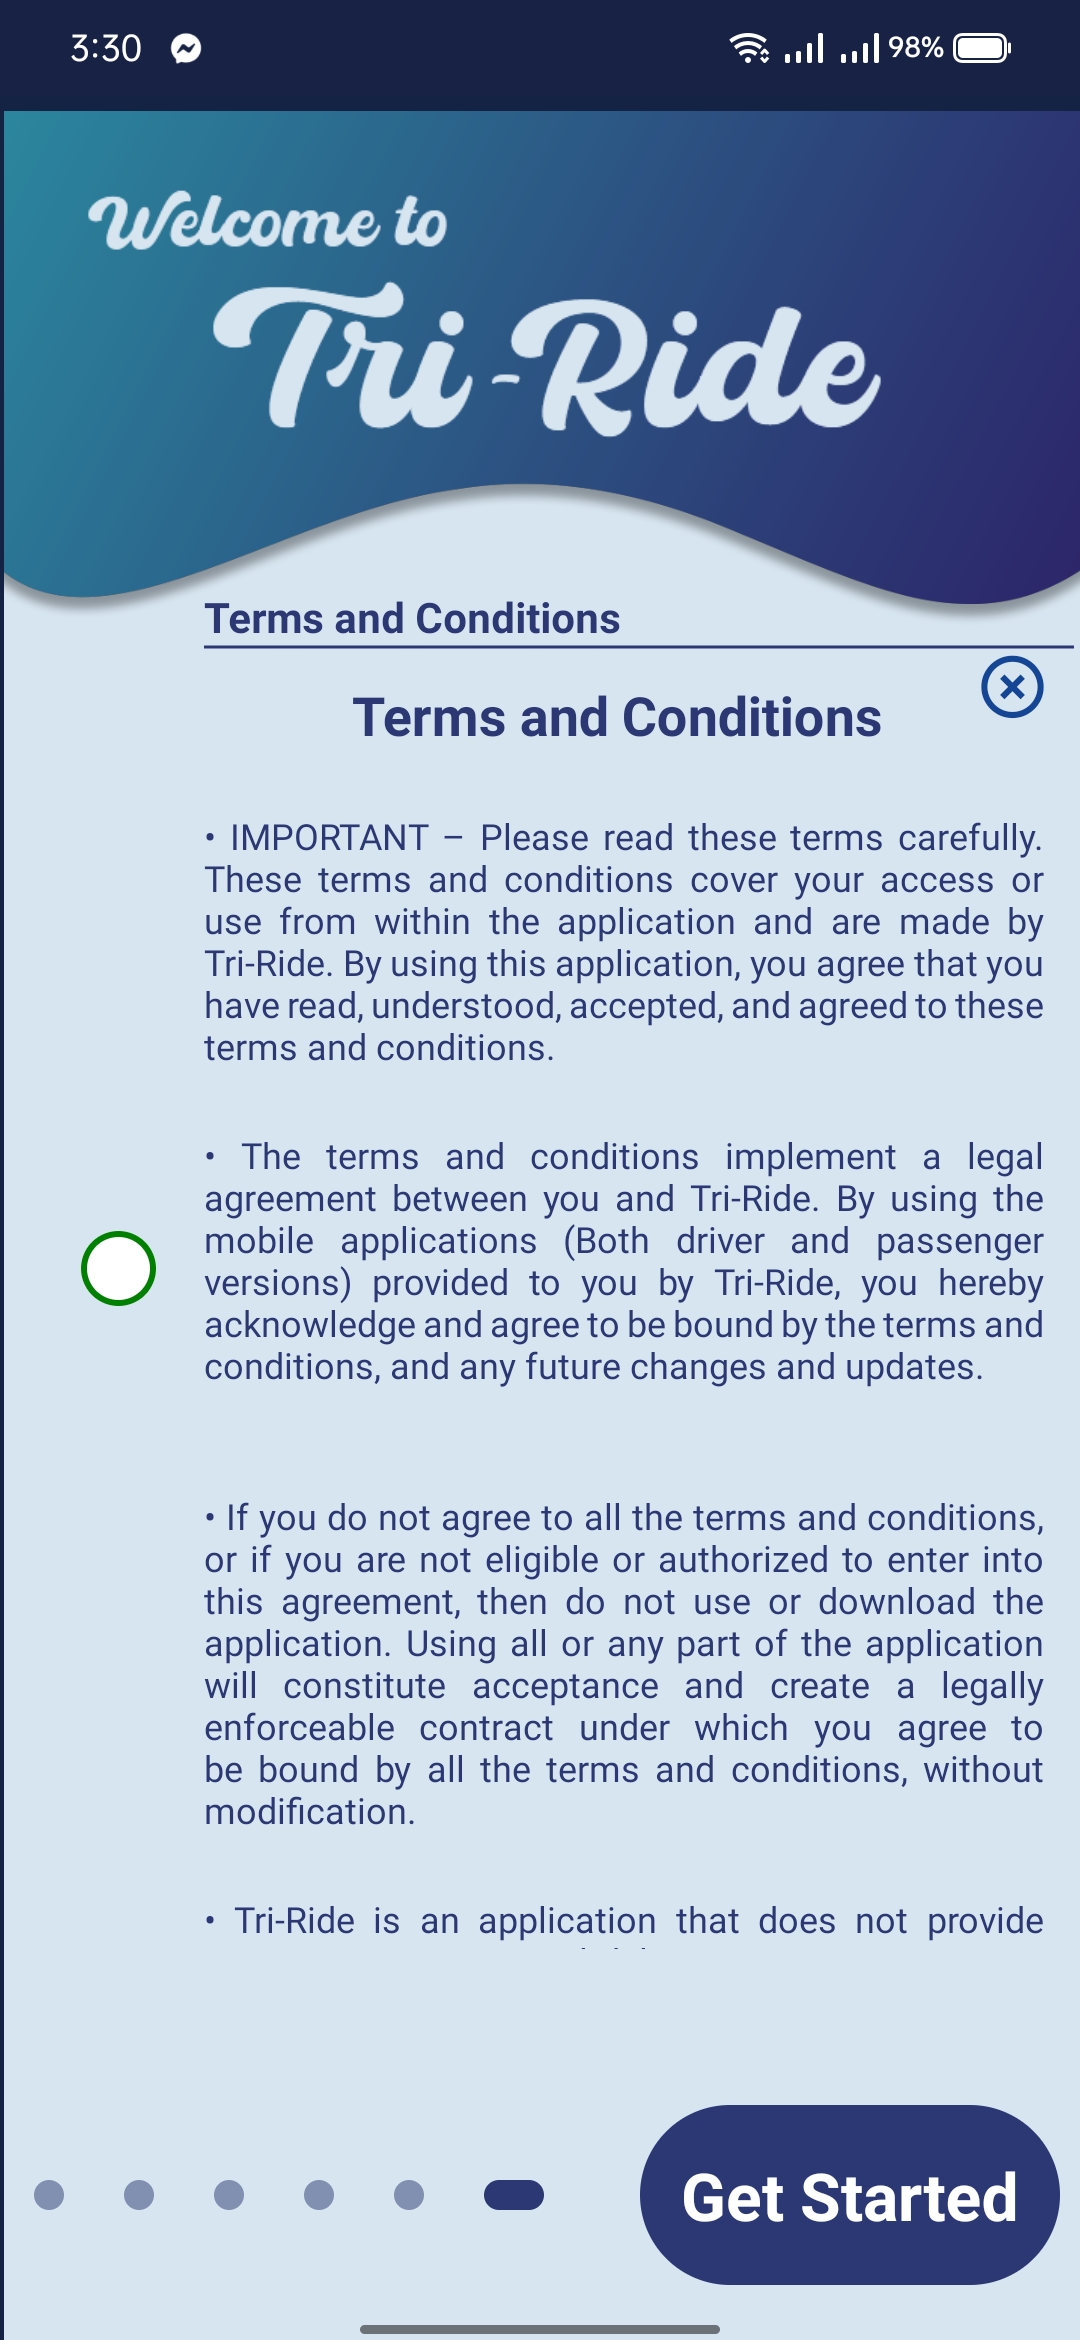 3:30
98%
Welcome to
Tri-Ride
Terms and Conditions
Terms and Conditions
• IMPORTANT – Please read these terms carefully.
These terms and conditions cover your access or
use from within the application and are made by
Tri-Ride. By using this application, you agree that you
have read, understood, accepted, and agreed to these
terms and conditions.
• The terms and conditions implement a legal
agreement between you and Tri-Ride. By using the
mobile applications (Both driver and passenger
versions) provided to you by Tri-Ride, you hereby
acknowledge and agree to be bound by the terms and
conditions, and any future changes and updates.
• If you do not agree to all the terms and conditions,
or if you are not eligible or authorized to enter into
this agreement, then do not use or download the
application. Using all or any part of the application
will constitute acceptance and create a legally
enforceable contract under which you agree to
be bound by all the terms and conditions, without
modification.
• Tri-Ride is an application that does not provide
Get Started